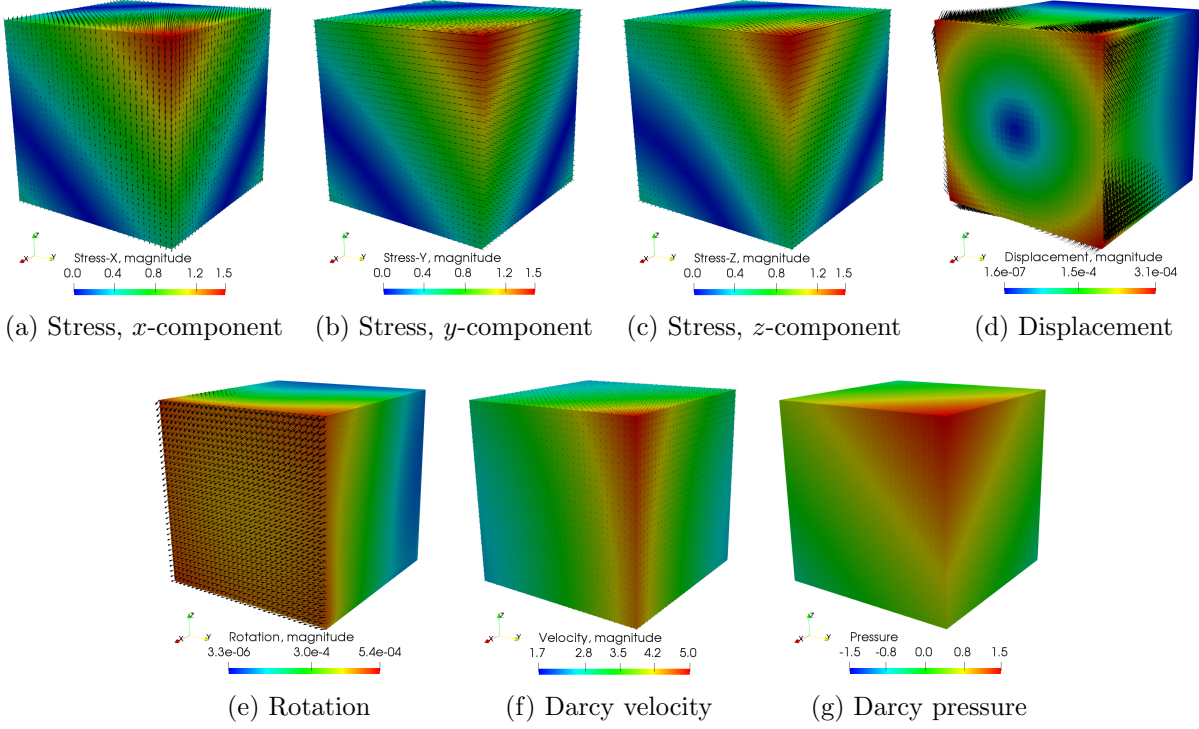 Z
X
Y
Stress-X, magnitude
0.0 0.4 0.8 1.2 1.5
Z
X
Y
Stress-Y, magnitude
0.0 0.4 0.8 1.2 1.5
Z
X
Y
Stress-Z, magnitude
0.0 0.4 0.8 1.2 1.5
Z
X
Y
Displacement, magnitude
1.6e-07 1.5e-4 3.1e-04
(a) Stress, x-component
(b) Stress, y-component
(c) Stress, z-component
(d) Displacement
Z
X
Y
Rotation, magnitude
3.3e-06 3.0e-4 5.4e-04
Z
X
Y
Velocity, magnitude
1.7 2.8 3.5 4.2 5.0
Z
X
Y
Pressure
-1.5 -0.8 0.0 0.8 1.5
(e) Rotation
(f) Darcy velocity
(g) Darcy pressure